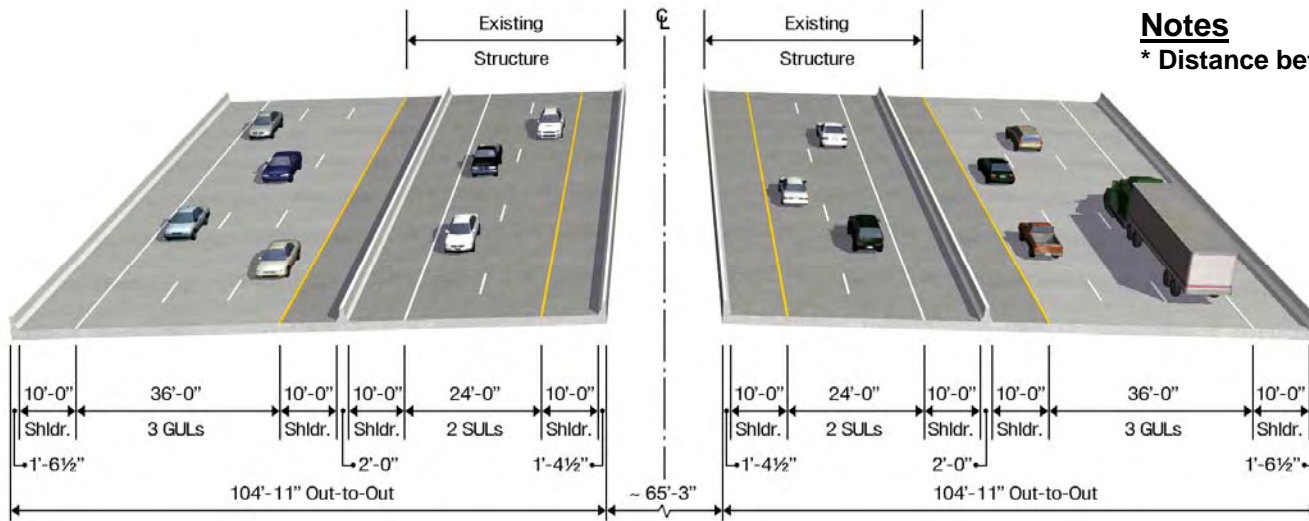 Existing
Structure
℄
Existing
Structure
Notes
* Distance
10'-0" 36'-0" 10'-0" 10'-0" 24'-0" 10'-0" 10'-0" 24'-0" 10'-0" 10'-0" 36'-0" 10'-0"
Shldr. 3 GULs Shldr. Shldr. 2 SULs Shldr. Shldr. 2 SULs Shldr. Shldr. 3 GULs Shldr.
1'-6½" 2'-0" 1'-4½" 1'-4½" 2'-0" 1'-6½"
104'-11" Out-to-Out ~ 65'-3" 104'-11" Out-to-Out